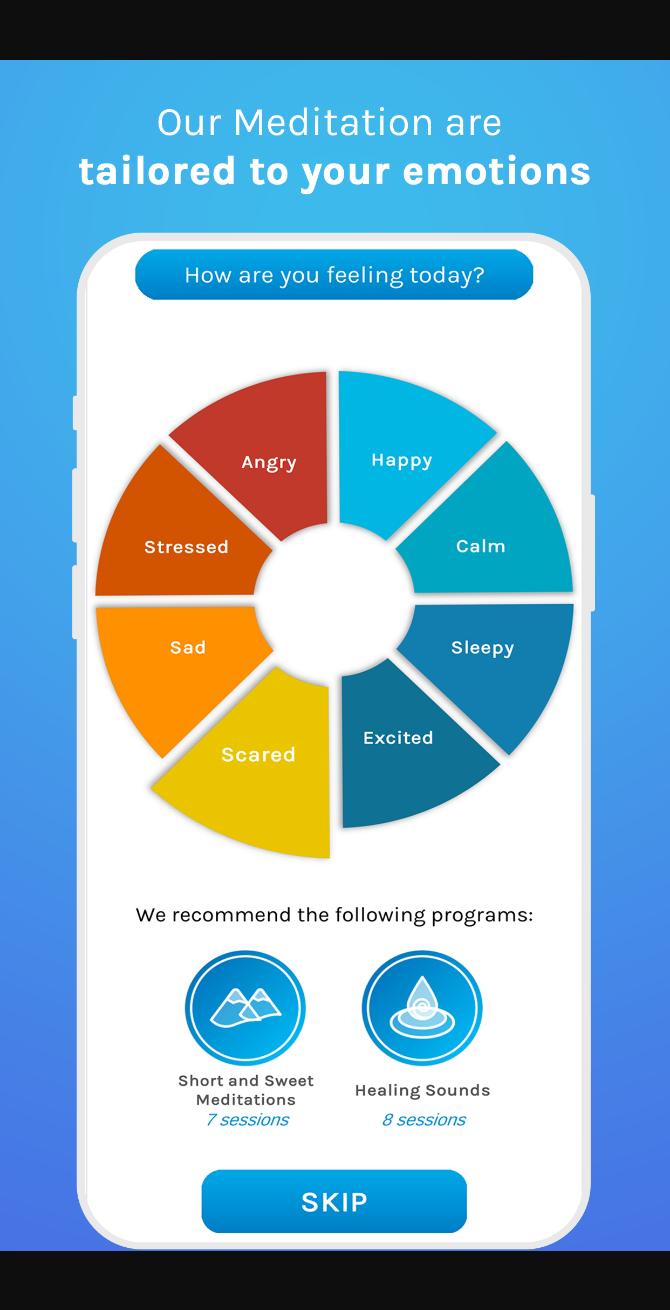 Our Meditation are
tailored to your emotions
How are you feeling today?
Angry
Happy
Stressed
Calm
Sad
Sleepy
Scared
Excited
We recommend the following programs:
Short and Sweet
Meditations
7 sessions
Healing Sounds
8 sessions
SKIP